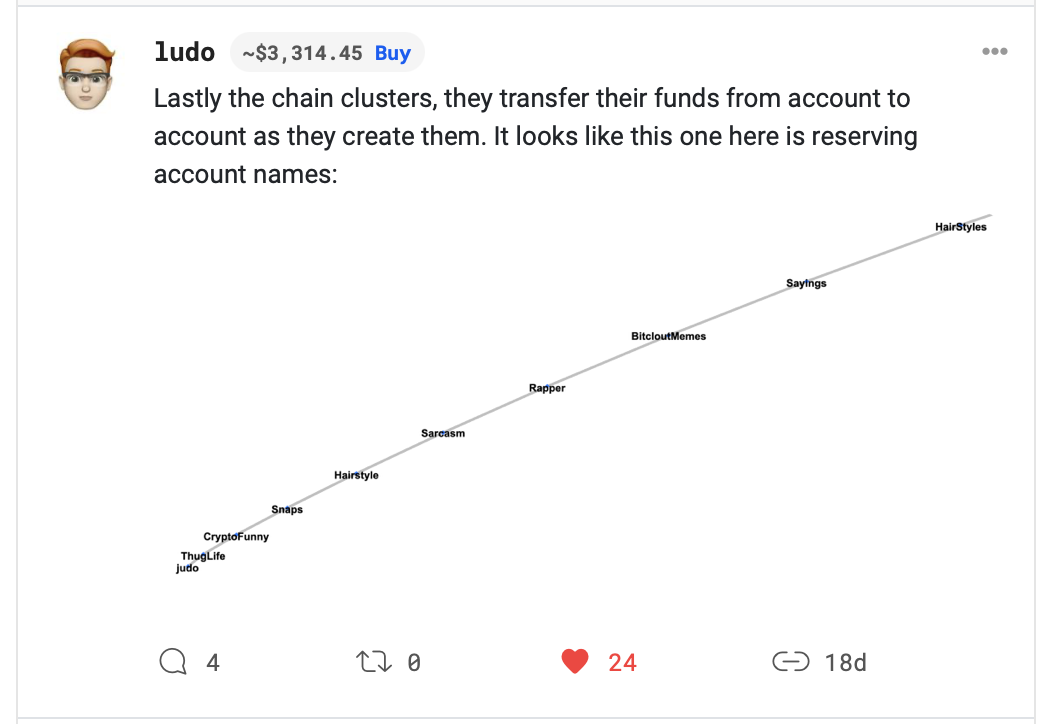 ludo ~$3,314.45 Buy
Lastly the chain clusters, they transfer their funds from account to
account as they create them. It looks like this one here is reserving
account names:
HairStyles
Sayings
BitcloutMemes
Rapper
Sarcasm
Hairstyle
Snaps
CryptoFunny
ThugLife
judo
4 0 24 18d